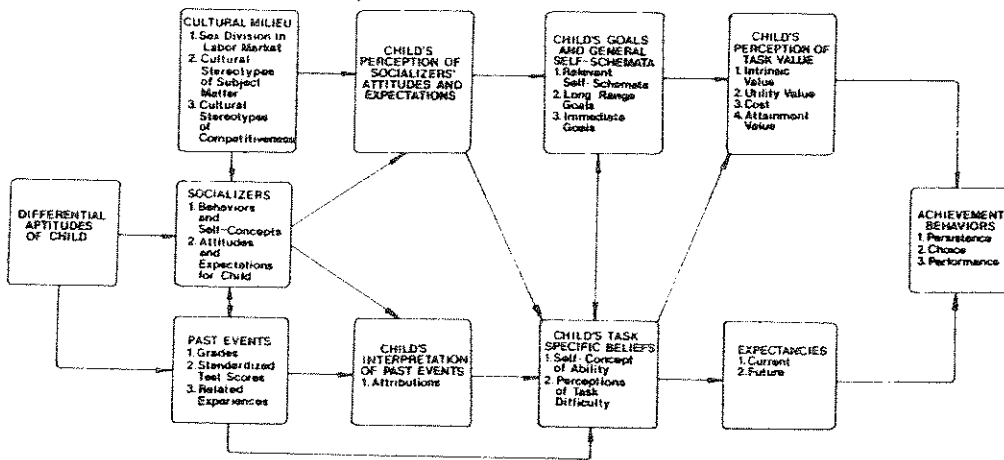 CULTURAL MILIEU
1. Sex Division in
Labor Market
2. Cultural
Stereotypes
of Subject
Matter
3. Cultural
Stereotypes
of
Competitiveness
CHILD'S
PERCEPTION OF
SOCIALIZERS'
ATTITUDES AND
EXPECTATIONS
CHILD'S GOALS
AND GENERAL
SELF-SCHEMATA
1. Relevant
Self-Schemata
2. Long Range
Goals
3. Immediate
Goals
CHILD'S
PERCEPTION OF
TASK VALUE
1. Intrinsic
Value
2. Utility Value
3. Cost
4. Attainment
Value
DIFFERENTIAL
APTITUDES
OF CHILD
SOCIALIZERS
1. Behaviors
and
Self-Concepts
2. Attitudes
and
Expectations
for Child
ACHIEVEMENT
BEHAVIORS
1. Persistence
2. Choice
3. Performance
PAST EVENTS
1. Grades
2. Standardized
Test Scores
3. Related
Experiences
CHILD'S
INTERPRETATION
OF PAST EVENTS
1. Attributions
CHILD'S TASK
SPECIFIC BELIEFS
1. Self-Concept
of Ability
2. Perceptions
of Task
Difficulty
EXPECTANCIES
1. Current
2. Future